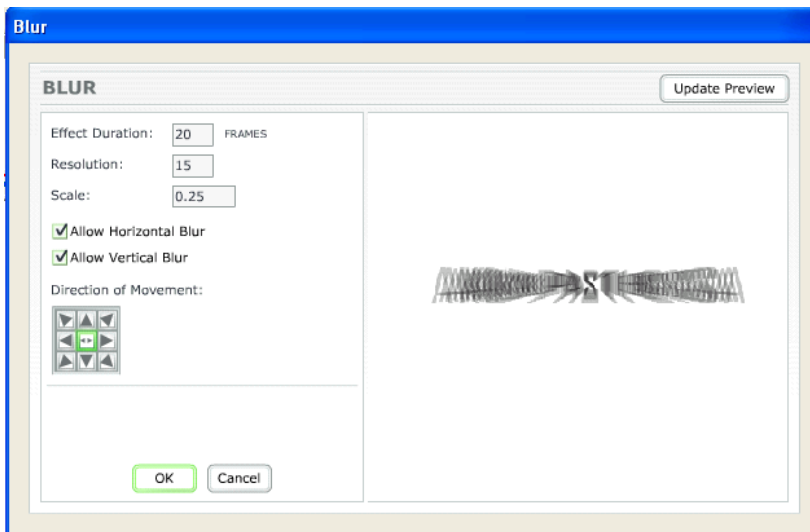 Blur
BLUR
Update Preview
Effect Duration: 20 FRAMES
Resolution: 15
Scale: 0.25
Allow Horizontal Blur
Allow Vertical Blur
Direction of Movement:
S
OK Cancel